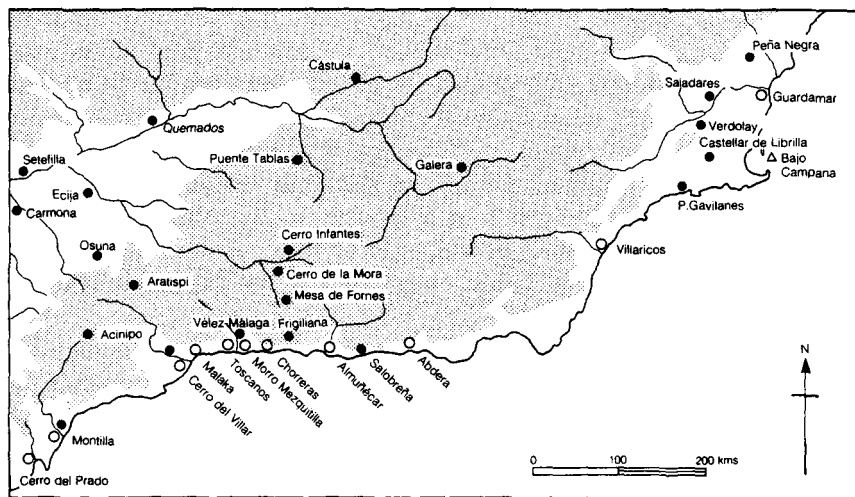 Peña Negra
Cástula
Saladares
Guardamar
Quemados
Verdolay
Setefilla
Puente Tablas
Galera
Castellar de Librilla
Bajo
Campana
Ecija
Carmona
P.Gavilanes
Osuna
Cerro Infantes
Villaricos
Aratispi
Cerro de la Mora
Mesa de Fornes
Acinipo
Vélez-Málaga
Frigiliana
Malaka
Toscanos
Morro Mezquitilla
Chorreras
Almuñécar
Salobreña
Abdera
Cerro del Villar
N
Montilla
Cerro del Prado
0 100 200 kms